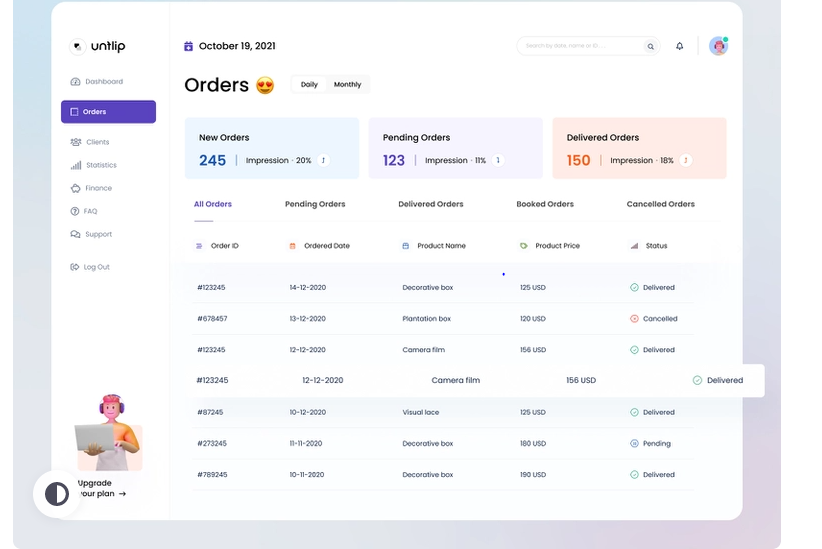 untlip
October 19, 2021
Search by date, name or ID . . .
Dashboard
Orders
Clients
Statistics
Finance
FAQ
Support
Log Out
Upgrade
your plan →
Orders
Daily Monthly
New Orders
245 | Impression · 20%
Pending Orders
123 | Impression · 11%
Delivered Orders
150 | Impression · 18%
All Orders Pending Orders Delivered Orders Booked Orders Cancelled Orders
Order ID Ordered Date Product Name Product Price Status
#123245 14-12-2020 Decorative box 125 USD Delivered
#678457 13-12-2020 Plantation box 120 USD Cancelled
#123245 12-12-2020 Camera film 156 USD Delivered
#123245 12-12-2020 Camera film 156 USD Delivered
#87245 10-12-2020 Visual lace 125 USD Delivered
#273245 11-11-2020 Decorative box 180 USD Pending
#789245 10-11-2020 Decorative box 190 USD Delivered